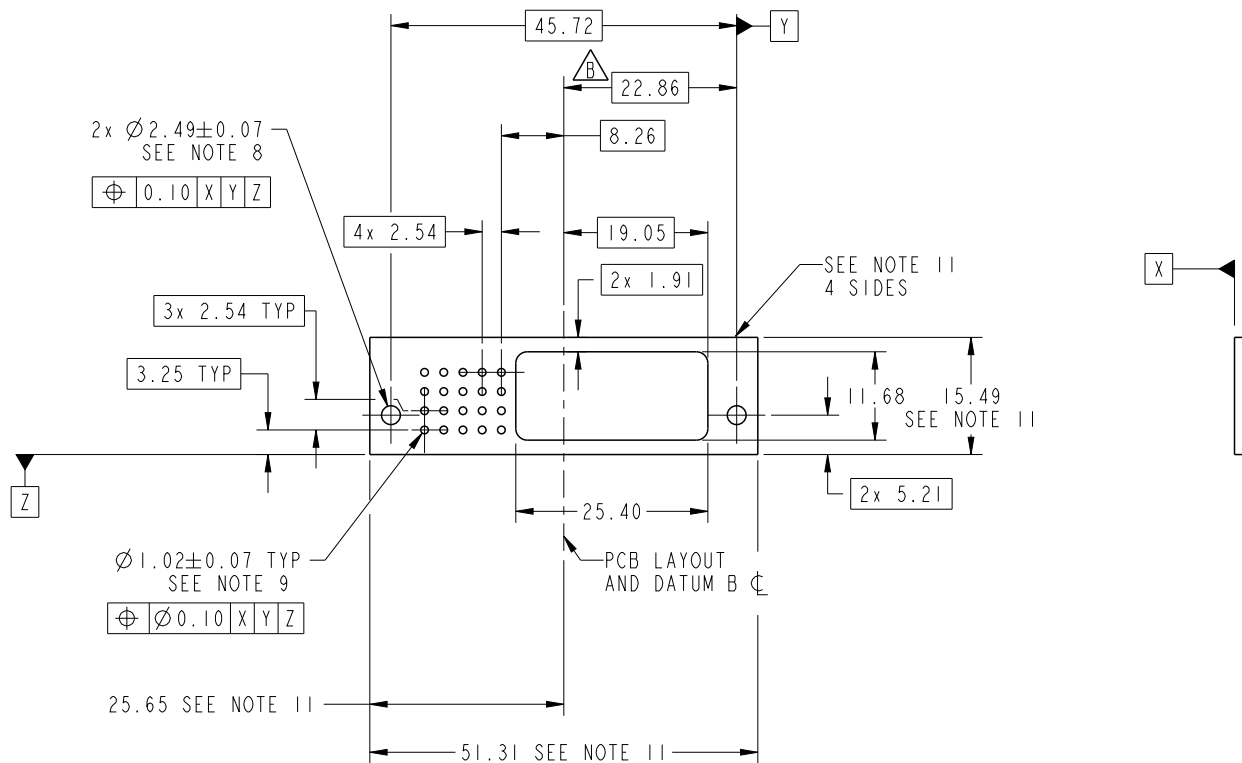 45.72
Y
B
22.86
2x Ø2.49±0.07
SEE NOTE 8
8.26
⌖ 0.10 X Y Z
4x 2.54
19.05
SEE NOTE 11
4 SIDES
X
2x 1.91
3x 2.54 TYP
3.25 TYP
11.68
15.49
SEE NOTE 11
Z
2x 5.21
25.40
Ø1.02±0.07 TYP
SEE NOTE 9
PCB LAYOUT
AND DATUM B ℄
⌖ Ø0.10 X Y Z
25.65 SEE NOTE 11
51.31 SEE NOTE 11